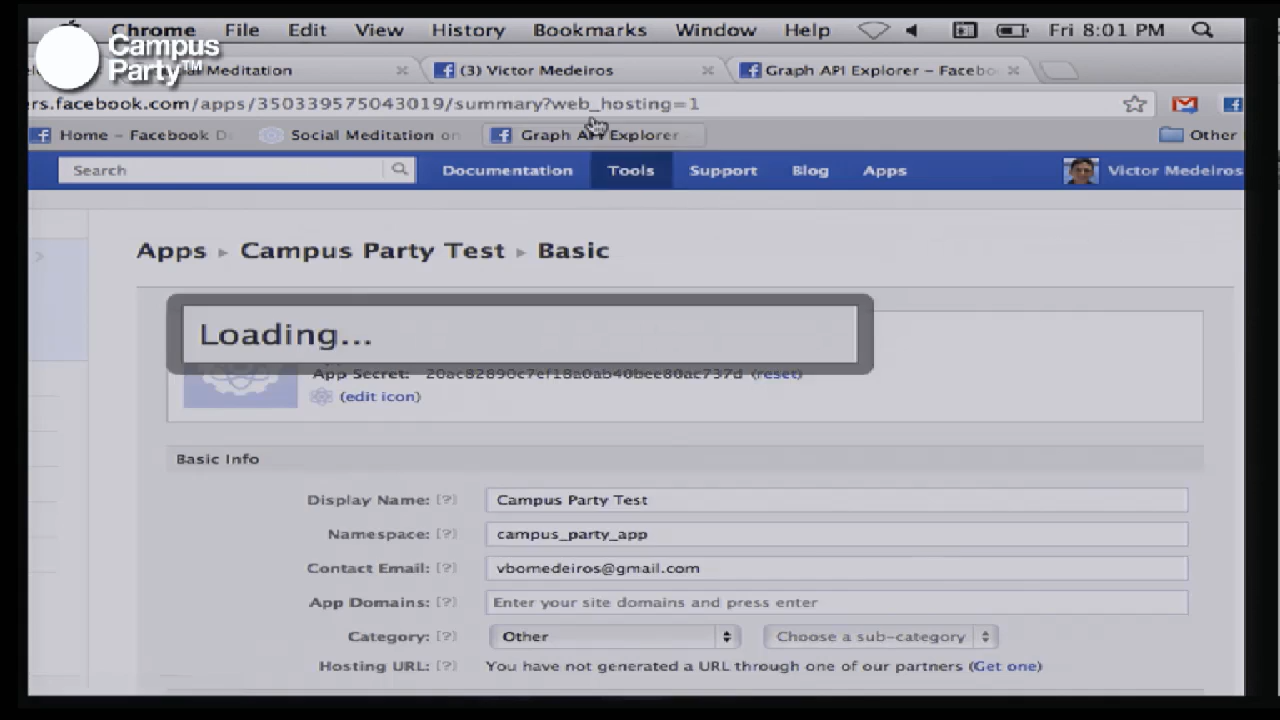 Chrome File Edit View History Bookmarks Window Help Fri 8:01 PM
Campus
Party™
Meditation (3) Victor Medeiros Graph API Explorer – Facebo
rs.facebook.com/apps/350339575043019/summary?web_hosting=1
Home – Facebook D Social Meditation on Graph API Explorer Other
Search Documentation Tools Support Blog Apps Victor Medeiros
Apps ▸ Campus Party Test ▸ Basic
Loading...
App Secret: 20ac82890c7ef18a0ab40bee80ac737d (reset)
(edit icon)
Basic Info
Display Name: [?] Campus Party Test
Namespace: [?] campus_party_app
Contact Email: [?] vbomedeiros@gmail.com
App Domains: [?] Enter your site domains and press enter
Category: [?] Other Choose a sub-category
Hosting URL: [?] You have not generated a URL through one of our partners (Get one)